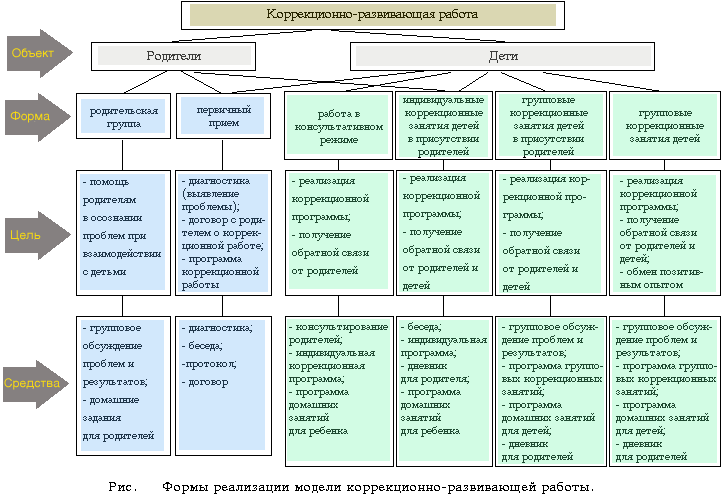 Коррекционно-развивающая работа
Объект
Родители
Дети
Форма
родительская
группа
первичный
прием
работа в
консультативном
режиме
индивидуальные
коррекционные
занятия детей
в присутствии
родителей
групповые
коррекционные
занятия детей
в присутствии
родителей
групповые
коррекционные
занятия детей
Цель
- помощь
родителям
в осознании
проблем при
взаимодействии
с детьми
- диагностика
(выявление
проблемы);
- договор с роди-
телем о коррек-
ционной работе;
- программа
коррекционной
работы
- реализация
коррекционной
программы;
- получение
обратной связи
от родителей
- реализация
коррекционной
программы;
- получение
обратной связи
от родителей и
детей
- реализация кор-
рекционной про-
граммы;
- получение
обратной связи
от родителей и
детей
- реализация
коррекционной
программы;
- получение
обратной связи
от родителей и
детей;
- обмен позитив-
ным опытом
Средства
- групповое
обсуждение
проблем и
результатов;
- домашние
задания
для родителей
- диагностика;
- беседа;
-протокол;
- договор
- консультирование
родителей;
- индивидуальная
коррекционная
программа;
- программа
домашних
занятий
для ребенка
- беседа;
- индивидуальная
программа;
- дневник
для родителя;
- программа
домашних
занятий
для ребенка
- групповое обсуж-
дение проблем и
результатов;
- программа группо-
вых коррекционных
занятий;
- программа
домашних занятий
для детей;
- дневник
для родителей
- групповое обсуж-
дение проблем и
результатов;
- программа группо-
вых коррекционных
занятий;
- программа
домашних занятий
для детей;
- дневник
для родителей
Рис. Формы реализации модели коррекционно-развивающей работы.